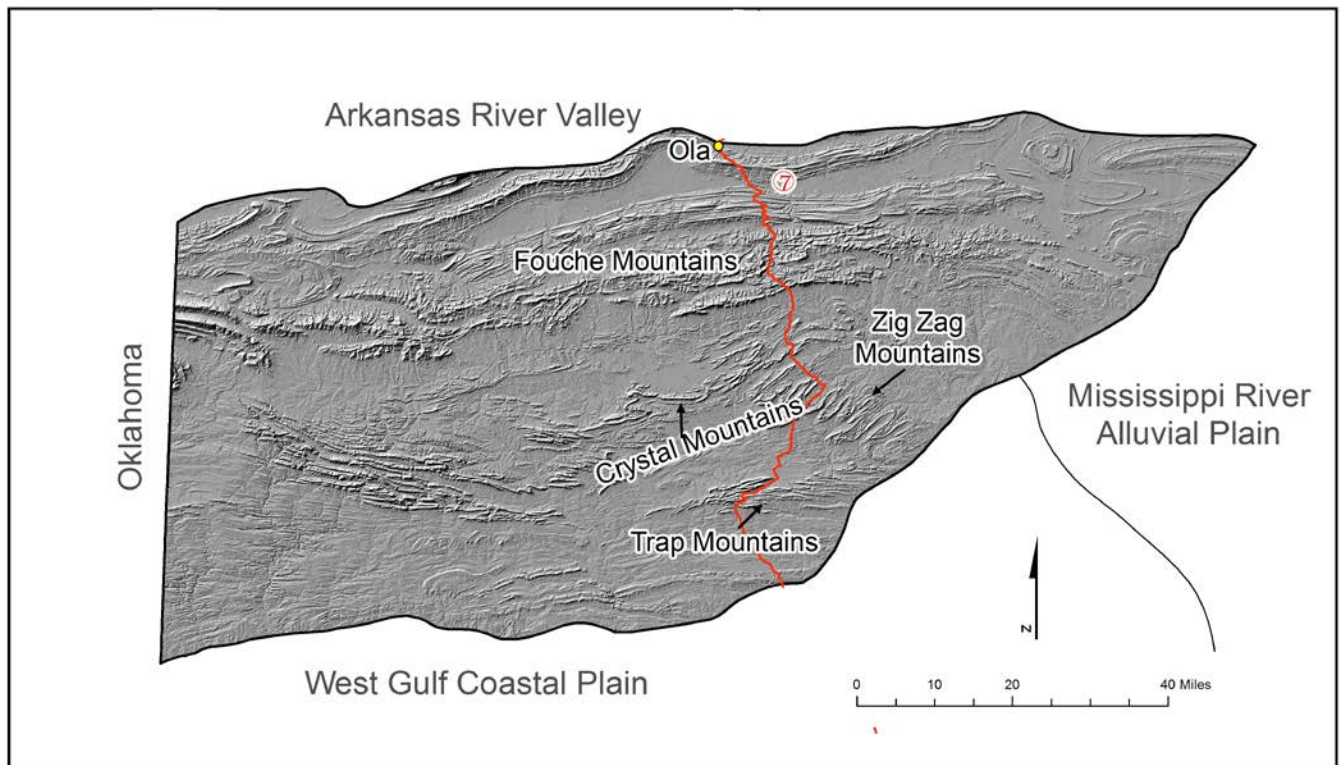 Arkansas River Valley
Ola
7
Fouche Mountains
Zig Zag
Mountains
Oklahoma
Crystal Mountains
Mississippi River
Alluvial Plain
Trap Mountains
N
West Gulf Coastal Plain
0 10 20 40 Miles